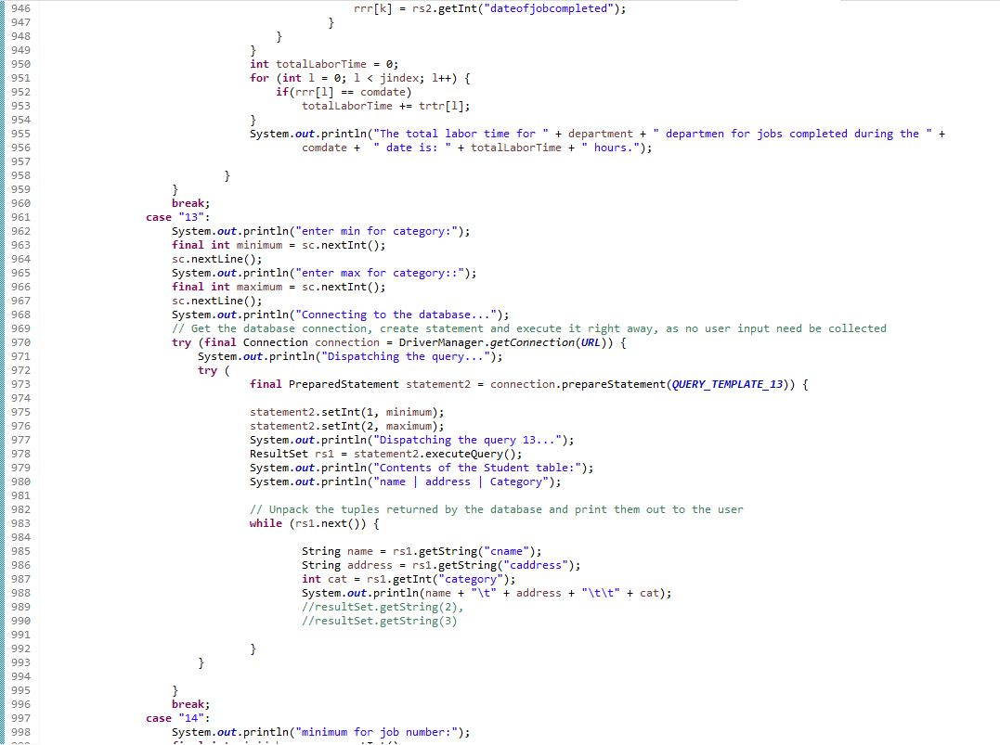 946 rrr[k] = rs2.getInt("dateofjobcompleted");
947 }
948 }
949 }
950 int totalLaborTime = 0;
951 for (int l = 0; l < jindex; l++) {
952 if(rrr[l] == comdate)
953 totalLaborTime += trtr[l];
954 }
955 System.out.println("The total labor time for " + department + " departmen for jobs completed during the " +
956 comdate + " date is: " + totalLaborTime + " hours.");
957
958 }
959 }
960 break;
961 case "13":
962 System.out.println("enter min for category:");
963 final int minimum = sc.nextInt();
964 sc.nextLine();
965 System.out.println("enter max for category::");
966 final int maximum = sc.nextInt();
967 sc.nextLine();
968 System.out.println("Connecting to the database...");
969 // Get the database connection, create statement and execute it right away, as no user input need be collected
970 try (final Connection connection = DriverManager.getConnection(URL)) {
971 System.out.println("Dispatching the query...");
972 try (
973 final PreparedStatement statement2 = connection.prepareStatement(QUERY_TEMPLATE_13)) {
974
975 statement2.setInt(1, minimum);
976 statement2.setInt(2, maximum);
977 System.out.println("Dispatching the query 13...");
978 ResultSet rs1 = statement2.executeQuery();
979 System.out.println("Contents of the Student table:");
980 System.out.println("name | address | Category");
981
982 // Unpack the tuples returned by the database and print them out to the user
983 while (rs1.next()) {
984
985 String name = rs1.getString("cname");
986 String address = rs1.getString("caddress");
987 int cat = rs1.getInt("category");
988 System.out.println(name + "\t" + address + "\t\t" + cat);
989 //resultSet.getString(2),
990 //resultSet.getString(3)
991
992 }
993 }
994
995 }
996 break;
997 case "14":
998 System.out.println("minimum for job number:");